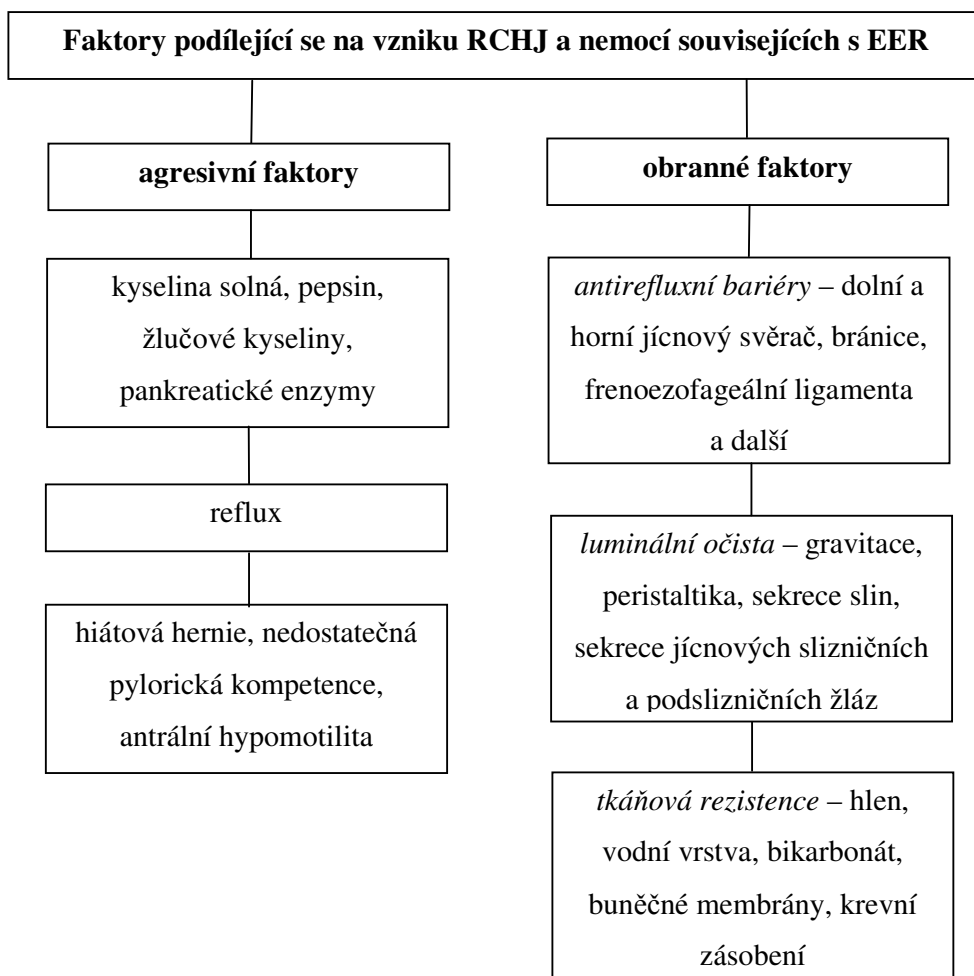 Faktory podílející se na vzniku RCHJ a nemocí souvisejících s EER
agresivní faktory
kyselina solná, pepsin,
žlučové kyseliny,
pankreatické enzymy
reflux
hiátová hernie, nedostatečná
pylorická kompetence,
antrální hypomotilita
obranné faktory
antirefluxní bariéry – dolní a
horní jícnový svěrač, bránice,
frenoezofageální ligamenta
a další
luminální očista – gravitace,
peristaltika, sekrece slin,
sekrece jícnových slizničních
a podslizničních žláz
tkáňová rezistence – hlen,
vodní vrstva, bikarbonát,
buněčné membrány, krevní
zásobení